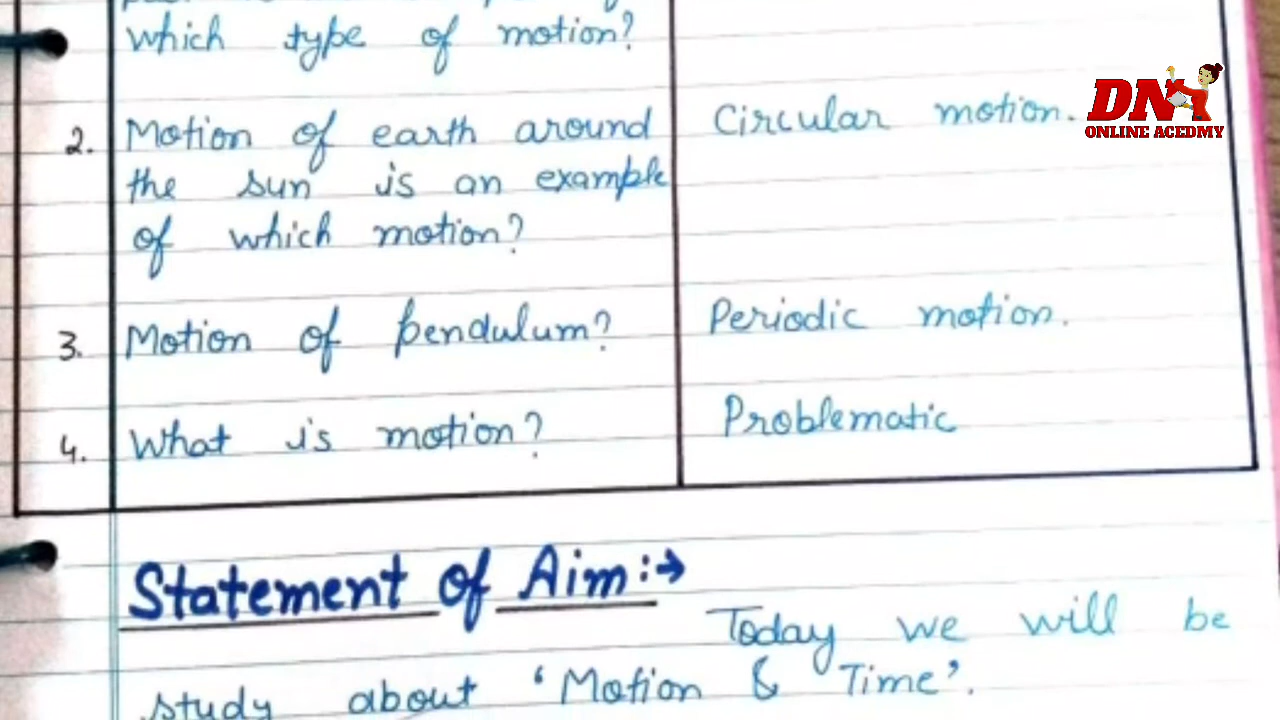 which type of motion?
2. Motion of earth around Circular motion.
the sun is an example
of which motion?
3. Motion of pendulum? Periodic motion.
4. What is motion? Problematic
Statement of Aim:→
Today we will be
study about 'Motion & Time'.
DN
ONLINE ACEDMY